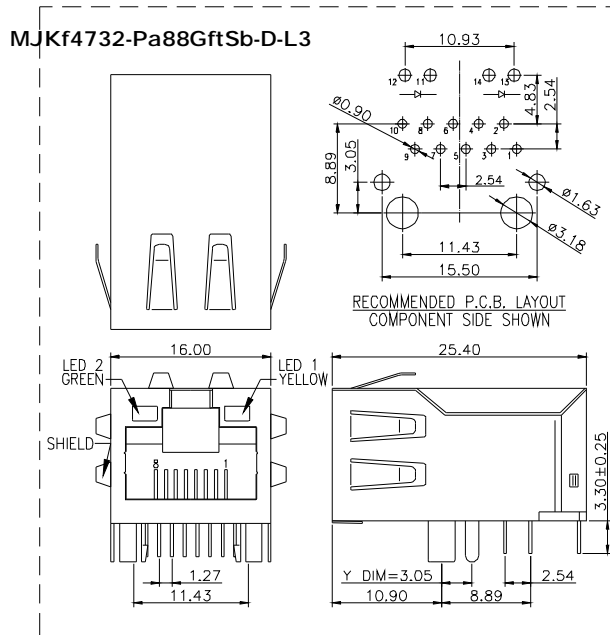 MJKf4732-Pa88GftSb-D-L3
10.93
12 11 14 13
4.83
2.54
ø0.90
10 8 6 4 2
9 7 5 3 1
8.89
3.05
2.54
ø1.63
ø3.18
11.43
15.50
RECOMMENDED P.C.B. LAYOUT
COMPONENT SIDE SHOWN
16.00
25.40
LED 2
GREEN
LED 1
YELLOW
SHIELD
8 1
3.30±0.25
1.27
11.43
Y DIM=3.05
2.54
10.90
8.89